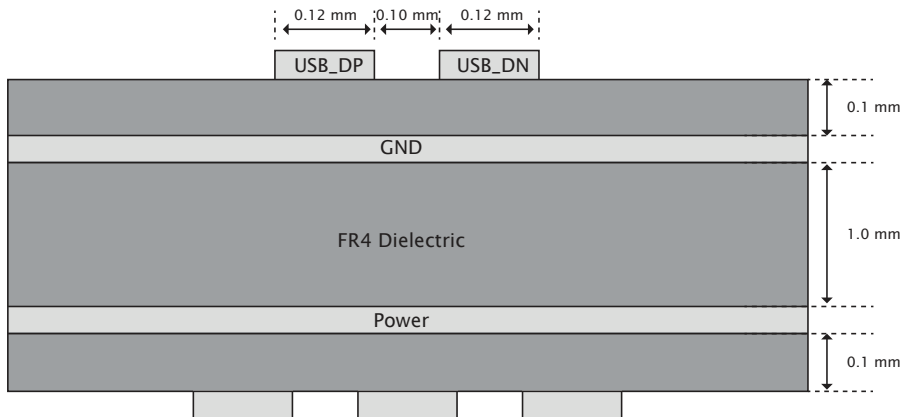 0.12 mm 0.10 mm 0.12 mm
USB_DP USB_DN
0.1 mm
GND
1.0 mm
FR4 Dielectric
Power
0.1 mm